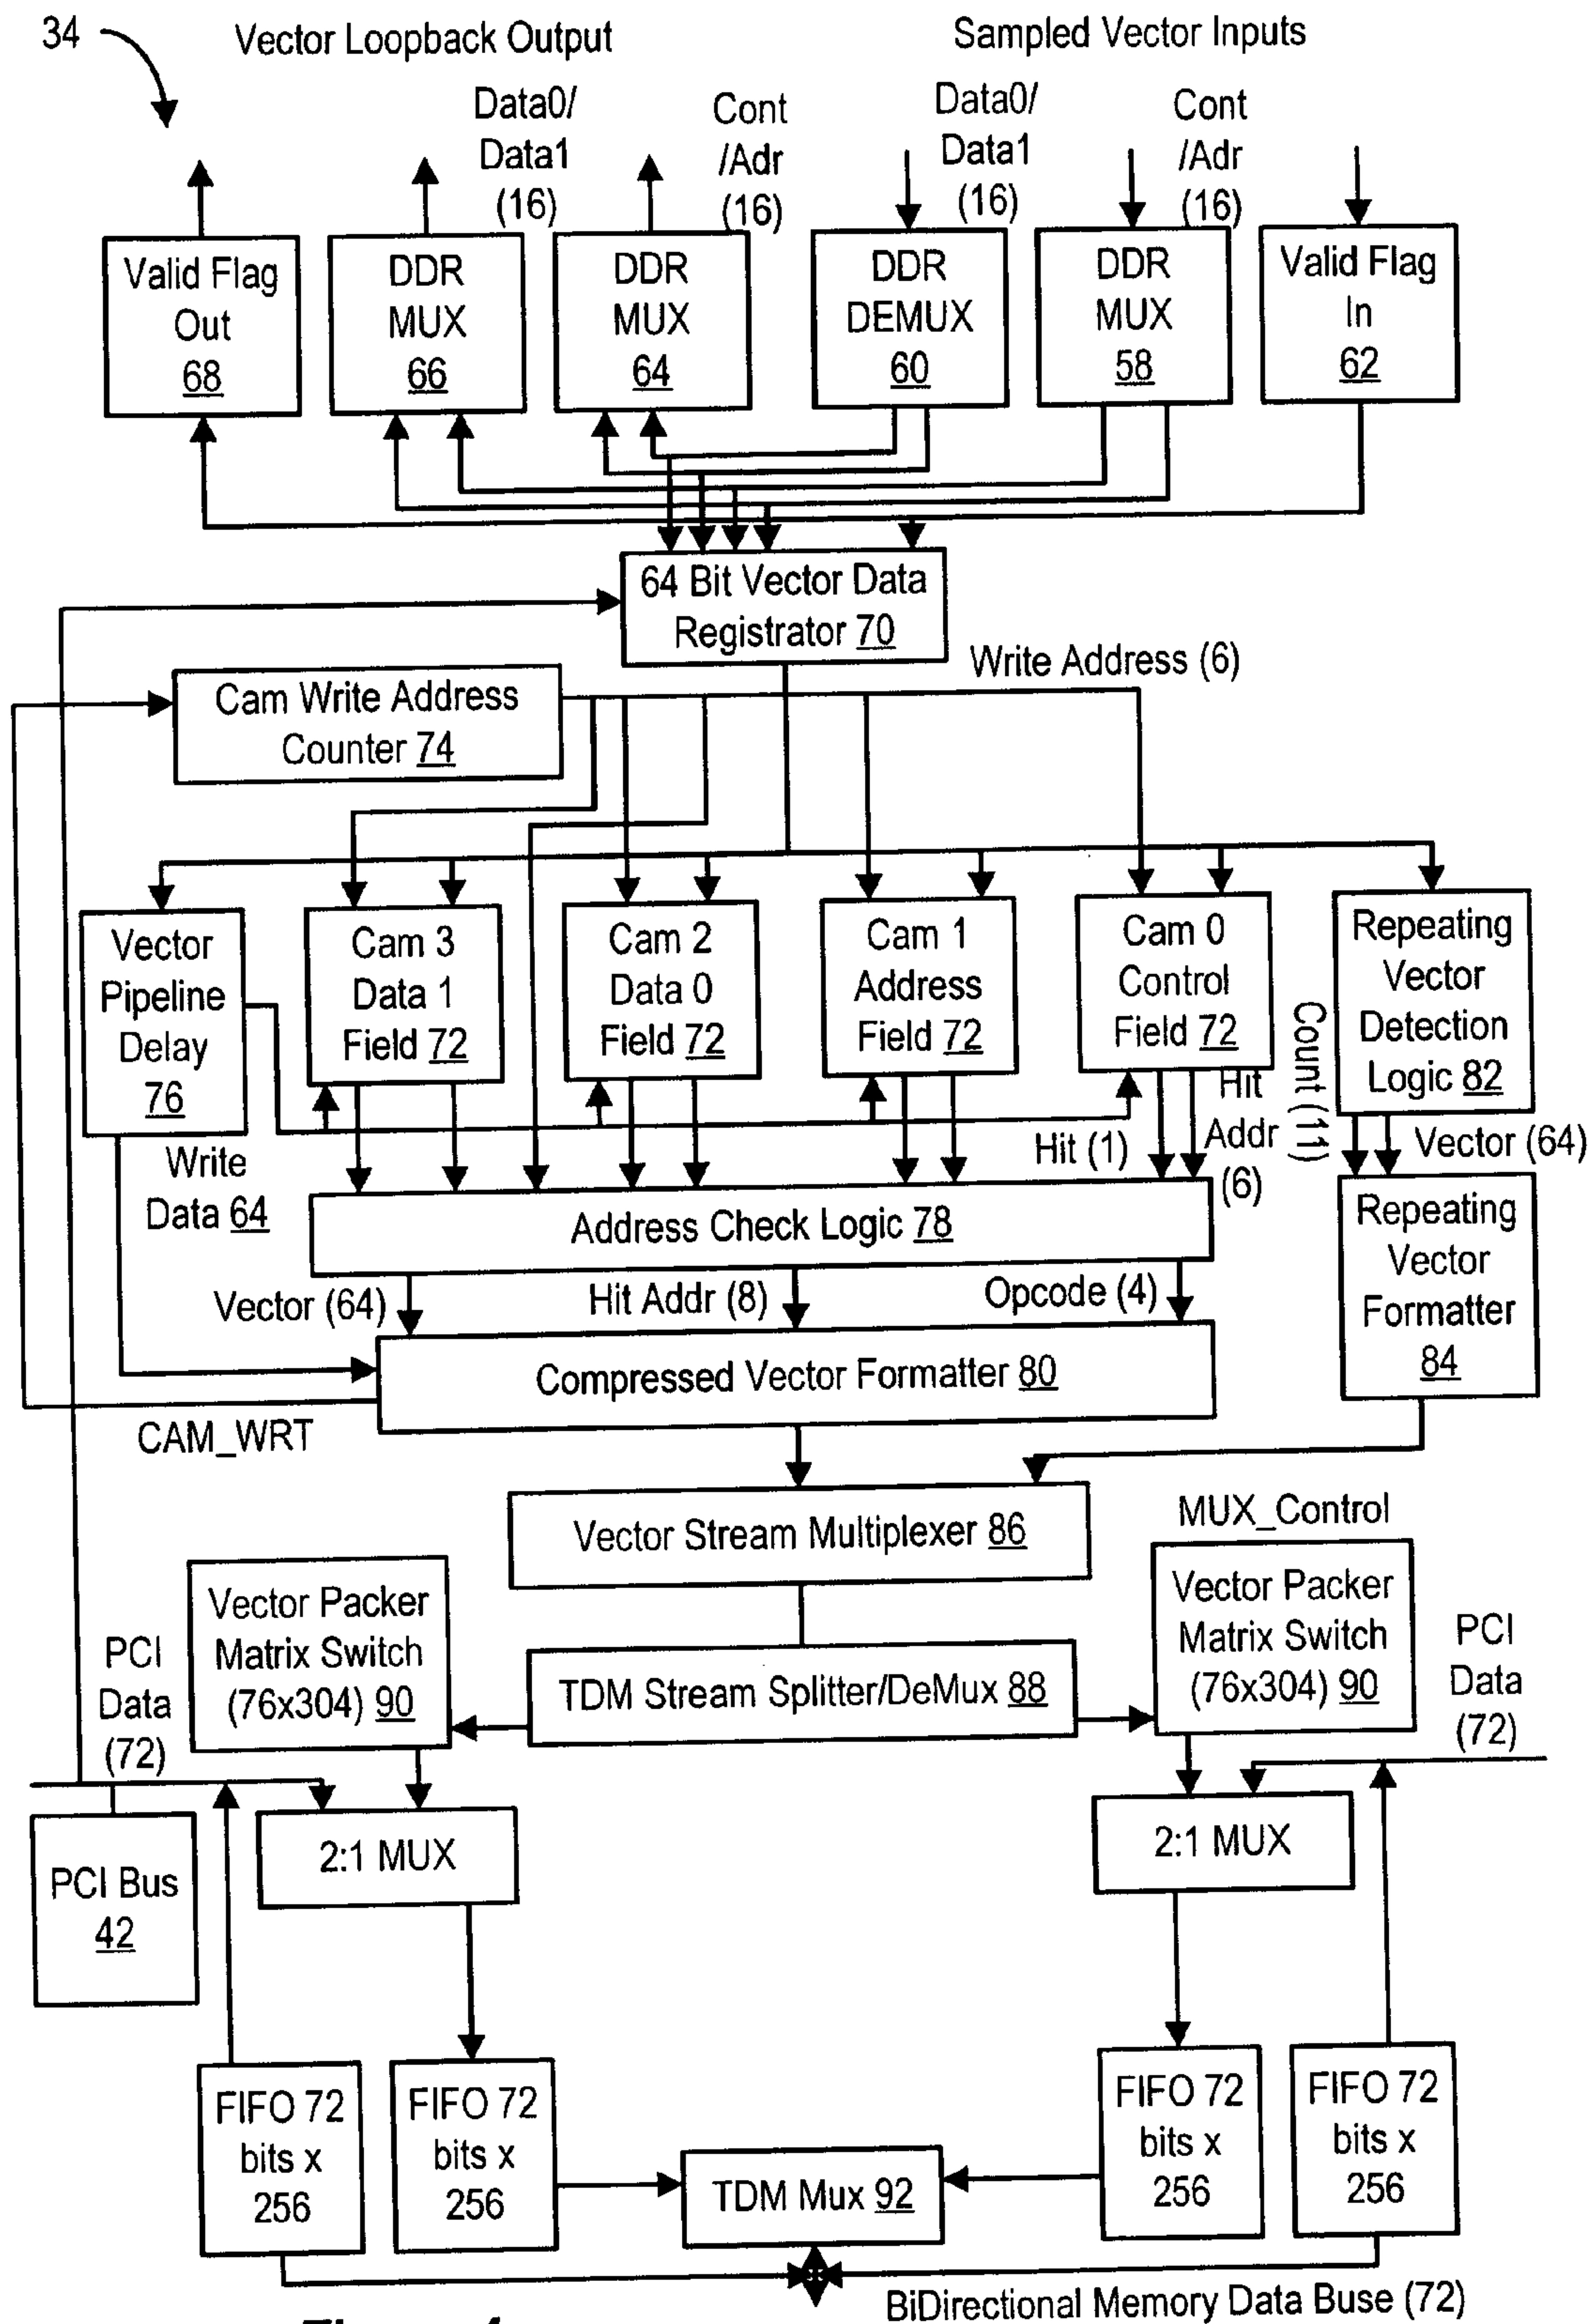 34
Vector Loopback Output
Sampled Vector Inputs
Data0/
Data1
(16)
Cont
/Adr
(16)
Data0/
Data1
(16)
Cont
/Adr
(16)
Valid Flag
Out
68
DDR
MUX
66
DDR
MUX
64
DDR
DEMUX
60
DDR
MUX
58
Valid Flag
In
62
64 Bit Vector Data
Registrator 70
Write Address (6)
Cam Write Address
Counter 74
Vector
Pipeline
Delay
76
Cam 3
Data 1
Field 72
Cam 2
Data 0
Field 72
Cam 1
Address
Field 72
Cam 0
Control
Field 72
Count (11)
Repeating
Vector
Detection
Logic 82
Write
Data 64
Hit (1)
Hit
Addr
(6)
Vector (64)
Address Check Logic 78
Repeating
Vector
Formatter
84
Vector (64)
Hit Addr (8)
Opcode (4)
Compressed Vector Formatter 80
CAM_WRT
Vector Stream Multiplexer 86
MUX_Control
Vector Packer
Matrix Switch
(76x304) 90
TDM Stream Splitter/DeMux 88
Vector Packer
Matrix Switch
(76x304) 90
PCI
Data
(72)
PCI
Data
(72)
PCI Bus
42
2:1 MUX
2:1 MUX
FIFO 72
bits x
256
FIFO 72
bits x
256
TDM Mux 92
FIFO 72
bits x
256
FIFO 72
bits x
256
BiDirectional Memory Data Buse (72)